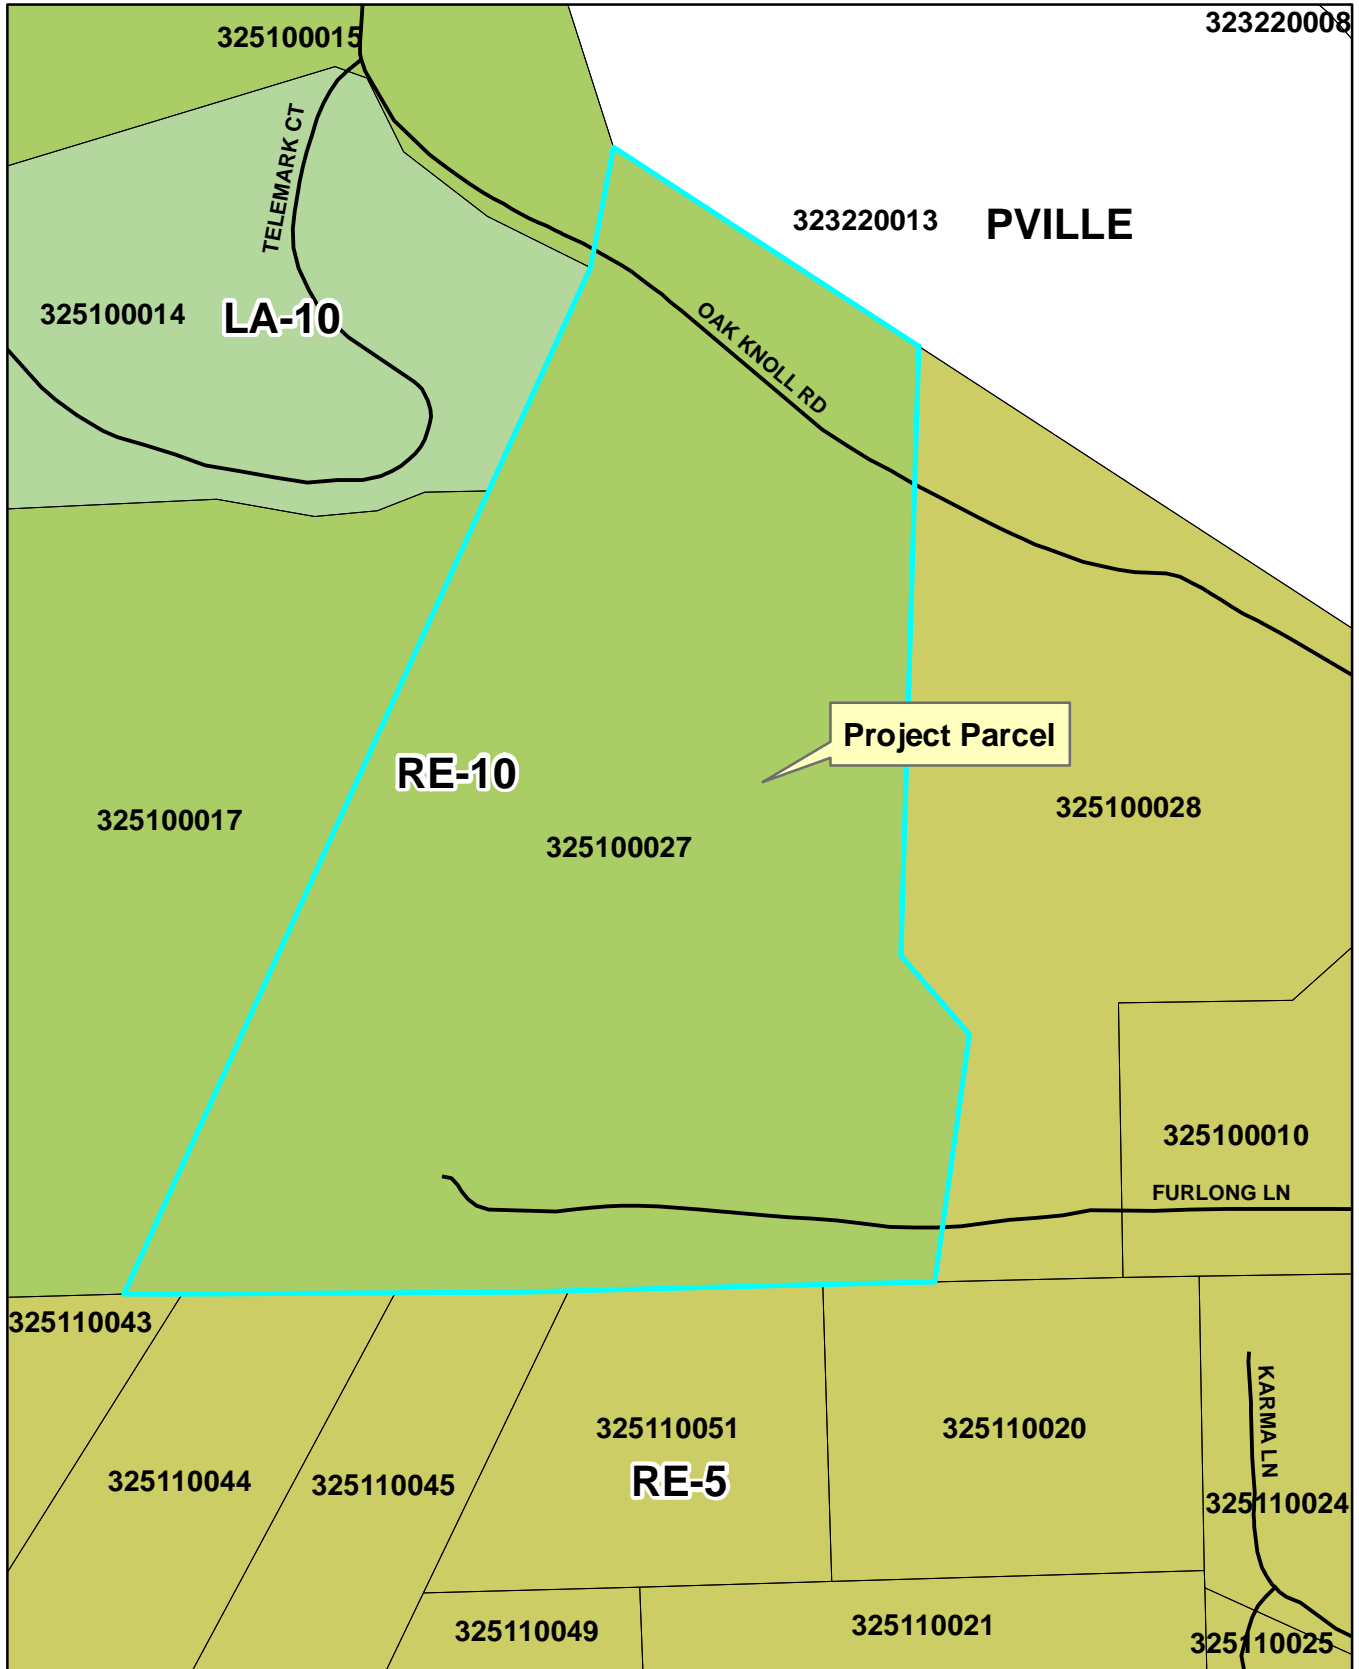 323220008
325100015
TELEMARK CT
323220013
PVILLE
325100014
LA-10
OAK KNOLL RD
Project Parcel
RE-10
325100017
325100027
325100028
325100010
FURLONG LN
325110043
KARMA LN
325110051
325110020
325110044
325110045
RE-5
325110024
325110049
325110021
325110025